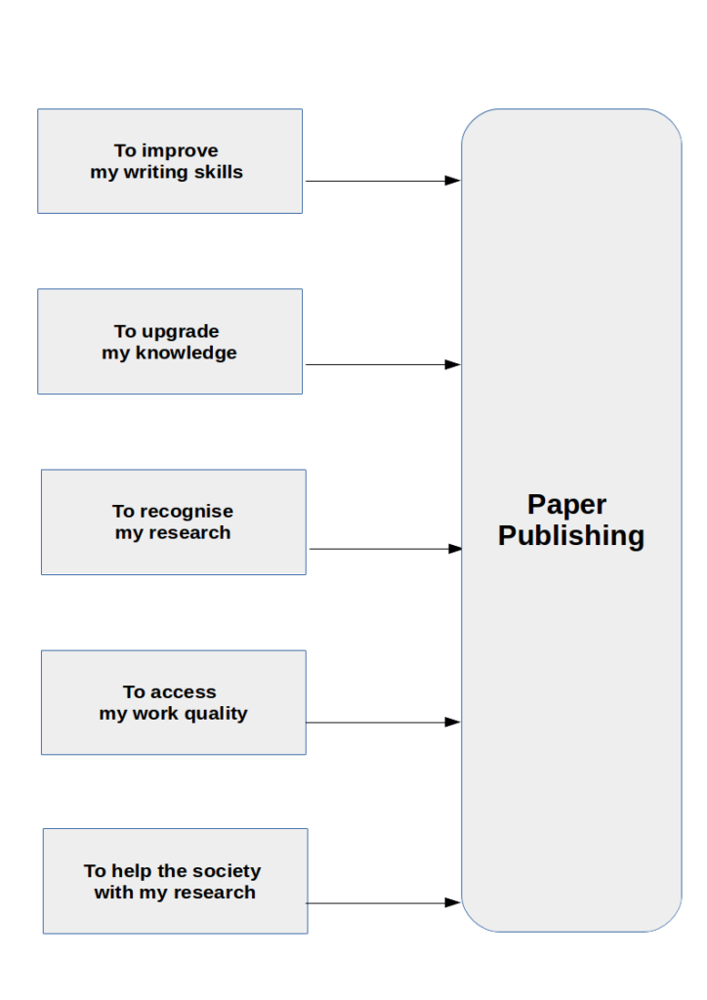 To improve
my writing skills
To upgrade
my knowledge
To recognise
my research
To access
my work quality
To help the society
with my research
Paper
Publishing